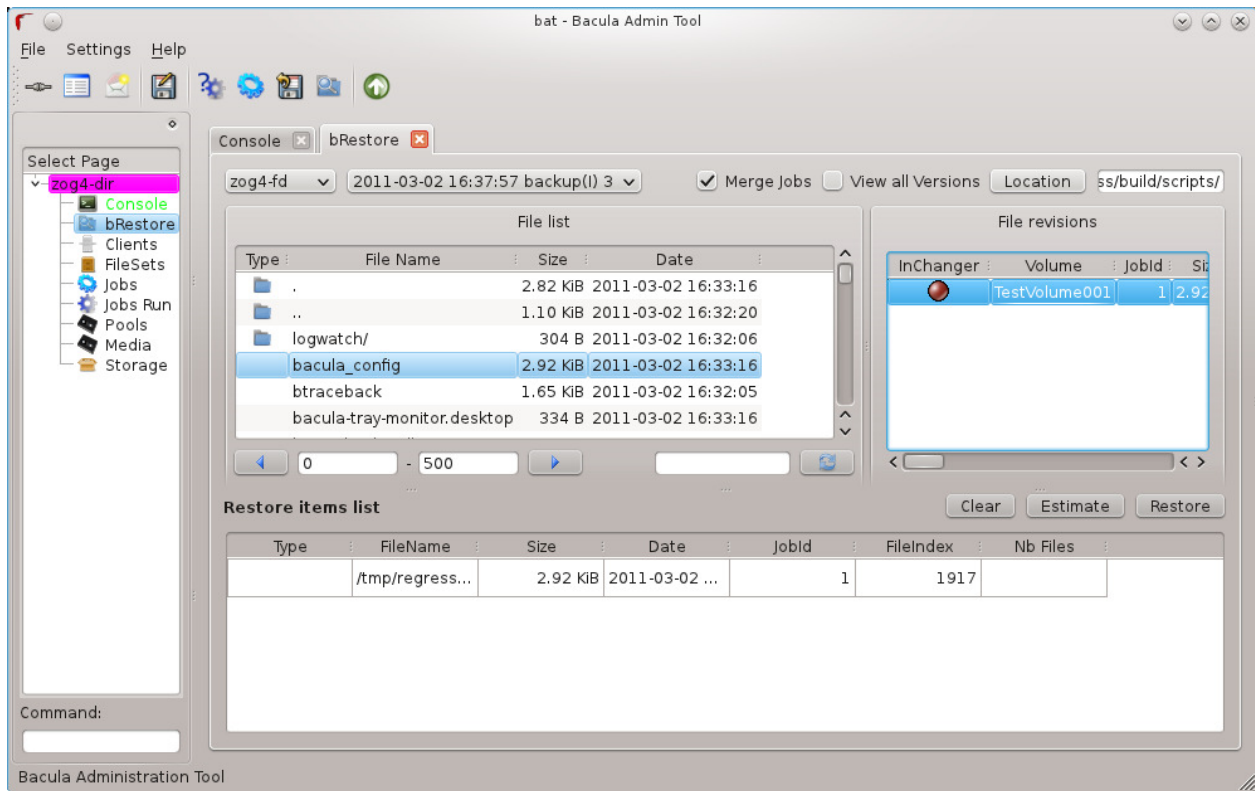 bat - Bacula Admin Tool
File Settings Help
Select Page
zog4-dir
Console
bRestore
Clients
FileSets
Jobs
Jobs Run
Pools
Media
Storage
Command:
Console bRestore
zog4-fd 2011-03-02 16:37:57 backup(I) 3 Merge Jobs View all Versions Location ss/build/scripts/
File list
Type File Name Size Date
. 2.82 KiB 2011-03-02 16:33:16
.. 1.10 KiB 2011-03-02 16:32:20
logwatch/ 304 B 2011-03-02 16:32:06
bacula_config 2.92 KiB 2011-03-02 16:33:16
btraceback 1.65 KiB 2011-03-02 16:32:05
bacula-tray-monitor.desktop 334 B 2011-03-02 16:33:16
0 - 500
File revisions
InChanger Volume JobId Siz
TestVolume001 1 2.92
Restore items list Clear Estimate Restore
Type FileName Size Date JobId FileIndex Nb Files
/tmp/regress... 2.92 KiB 2011-03-02 ... 1 1917
Bacula Administration Tool